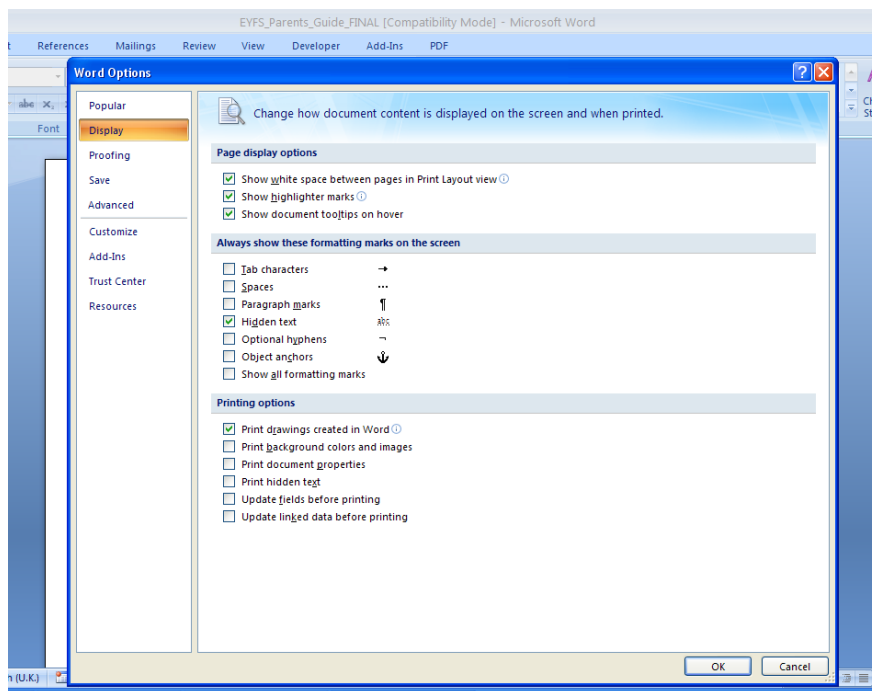 EYFS_Parents_Guide_FINAL [Compatibility Mode] - Microsoft Word
t References Mailings Review View Developer Add-Ins PDF
Word Options
abc X,
Font
Popular
Display
Proofing
Save
Advanced
Customize
Add-Ins
Trust Center
Resources
Change how document content is displayed on the screen and when printed.
Page display options
Show white space between pages in Print Layout view
Show highlighter marks
Show document tooltips on hover
Always show these formatting marks on the screen
Tab characters →
Spaces ···
Paragraph marks ¶
Hidden text abc
Optional hyphens ¬
Object anchors
Show all formatting marks
Printing options
Print drawings created in Word
Print background colors and images
Print document properties
Print hidden text
Update fields before printing
Update linked data before printing
OK Cancel
(U.K.)